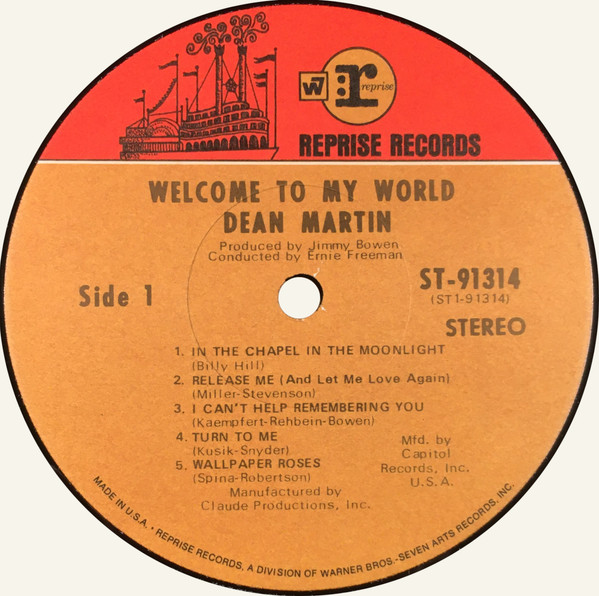 W7
r
reprise
REPRISE RECORDS
WELCOME TO MY WORLD
DEAN MARTIN
Produced by Jimmy Bowen
Conducted by Ernie Freeman
Side 1
ST-91314
(ST1-91314)
STEREO
1. IN THE CHAPEL IN THE MOONLIGHT
(Billy Hill)
2. RELEASE ME (And Let Me Love Again)
(Miller-Stevenson)
3. I CAN'T HELP REMEMBERING YOU
(Kaempfert-Rehbein-Bowen)
4. TURN TO ME
(Kusik-Snyder)
5. WALLPAPER ROSES
(Spina-Robertson)
Mfd. by
Capitol
Records, Inc.
U.S.A.
Manufactured by
Claude Productions, Inc.
MADE IN U.S.A. • REPRISE RECORDS, A DIVISION OF WARNER BROS.-SEVEN ARTS RECORDS, INC.